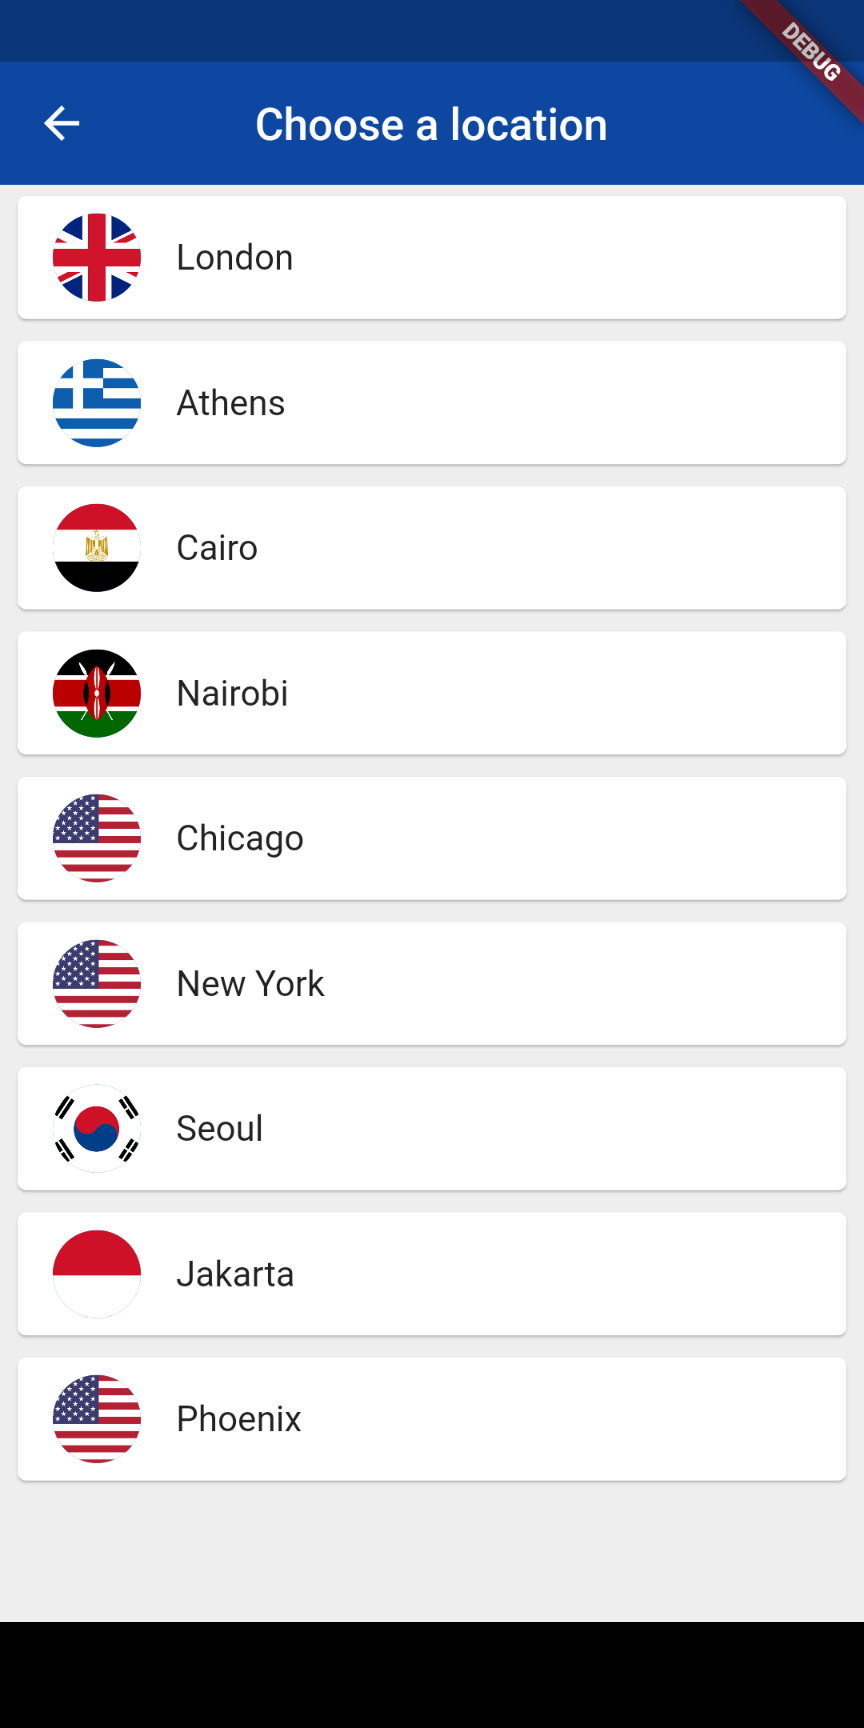 DEBUG
Choose a location
London
Athens
Cairo
Nairobi
Chicago
New York
Seoul
Jakarta
Phoenix